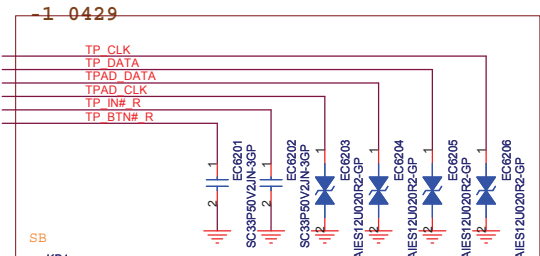 -1 0429
TP_CLK
TP_DATA
TPAD_DATA
TPAD_CLK
TP_IN#_R
TP_BTN#_R
1
2
EC6201
SC33P50V2JN-3GP
1
2
EC6202
SC33P50V2JN-3GP
1
2
EC6203
AIES12U020R2-GP
1
2
EC6204
AIES12U020R2-GP
1
2
EC6205
AIES12U020R2-GP
1
2
EC6206
AIES12U020R2-GP
SB